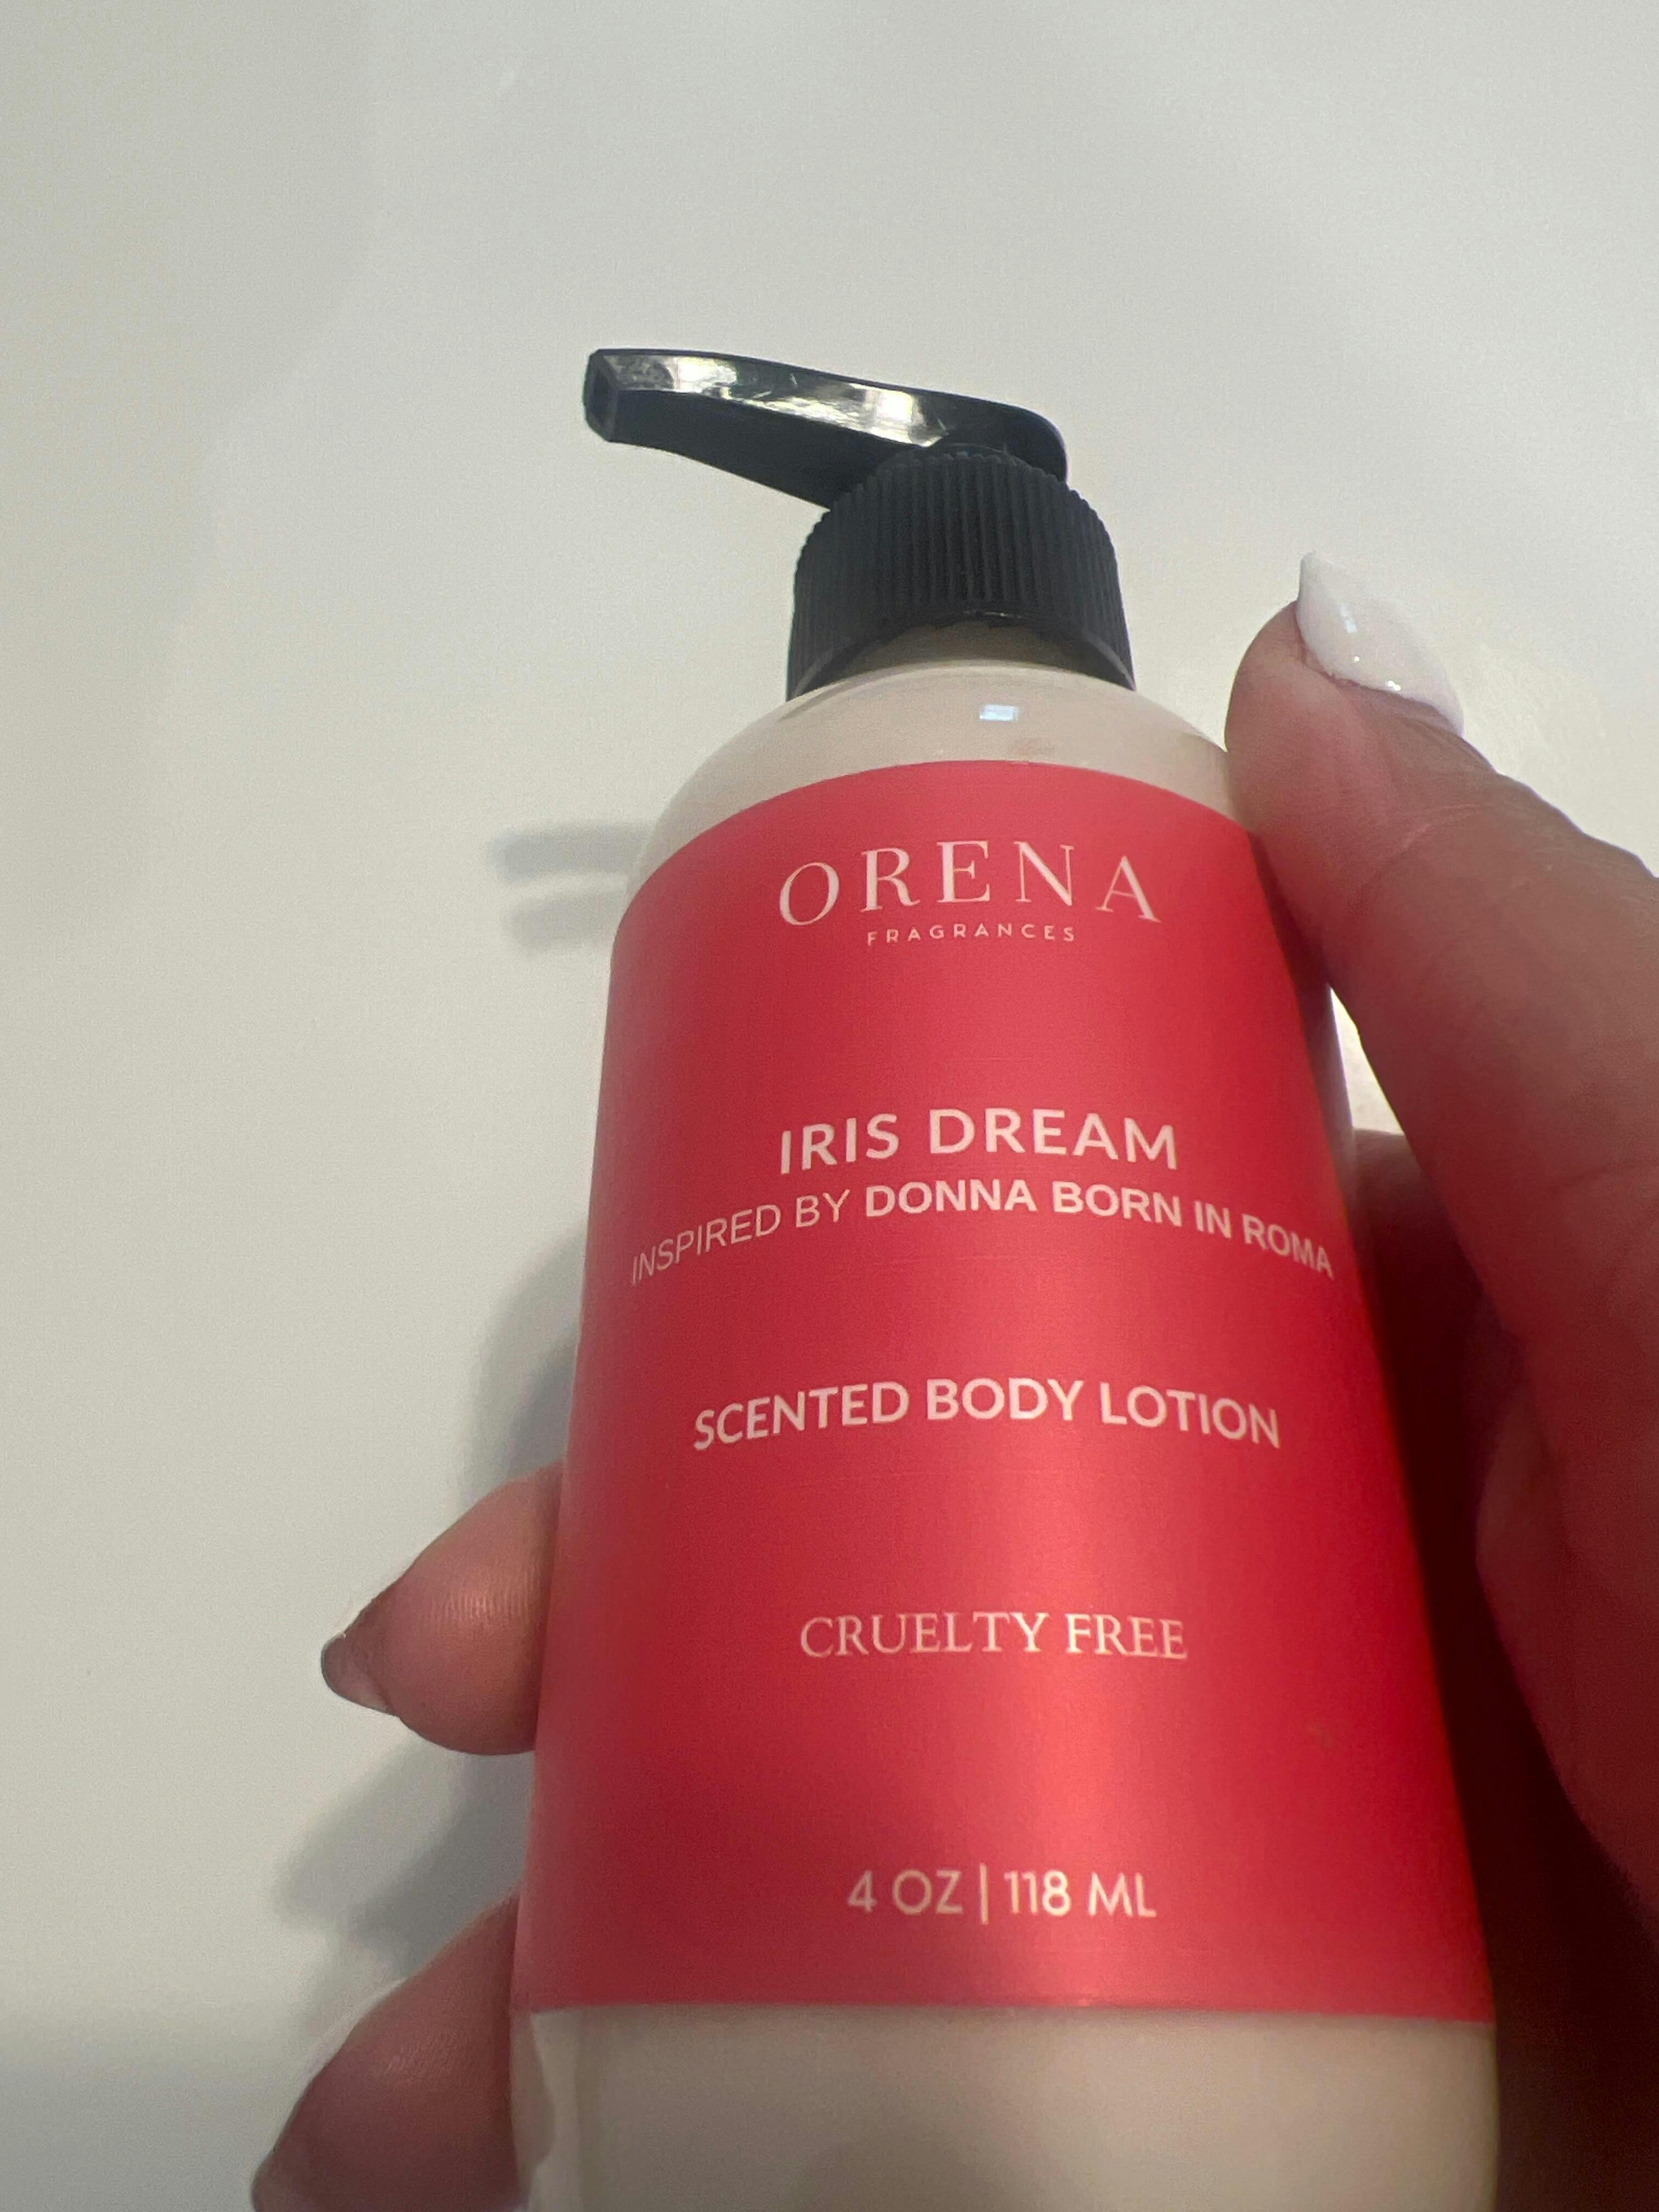 ORENA
FRAGRANCES
IRIS DREAM
INSPIRED BY DONNA BORN IN ROMA
SCENTED BODY LOTION
CRUELTY FREE
4 OZ | 118 ML